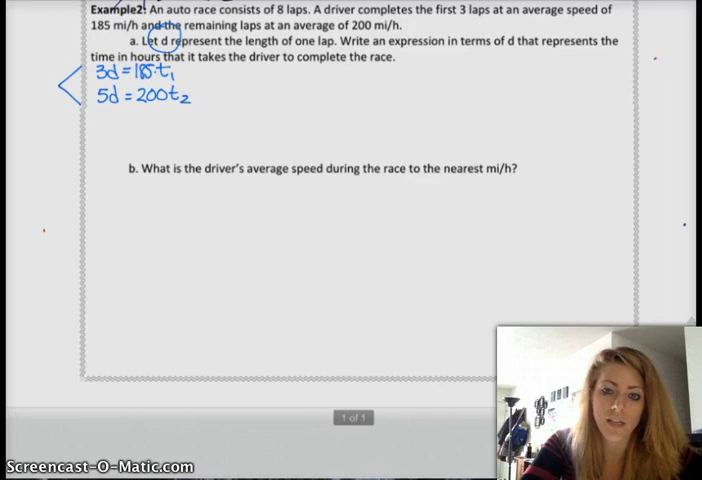 Example2: An auto race consists of 8 laps. A driver completes the first 3 laps at an average speed of
185 mi/h and the remaining laps at an average of 200 mi/h.
a. Let d represent the length of one lap. Write an expression in terms of d that represents the
time in hours that it takes the driver to complete the race.
3d = 185·t₁
5d = 200t₂
b. What is the driver's average speed during the race to the nearest mi/h?
1 of 1
Screencast-O-Matic.com